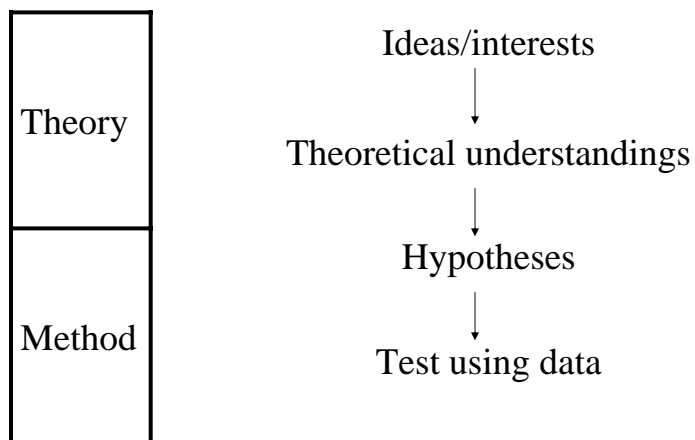 Ideas/interests
Theory
Theoretical understandings
Hypotheses
Method
Test using data